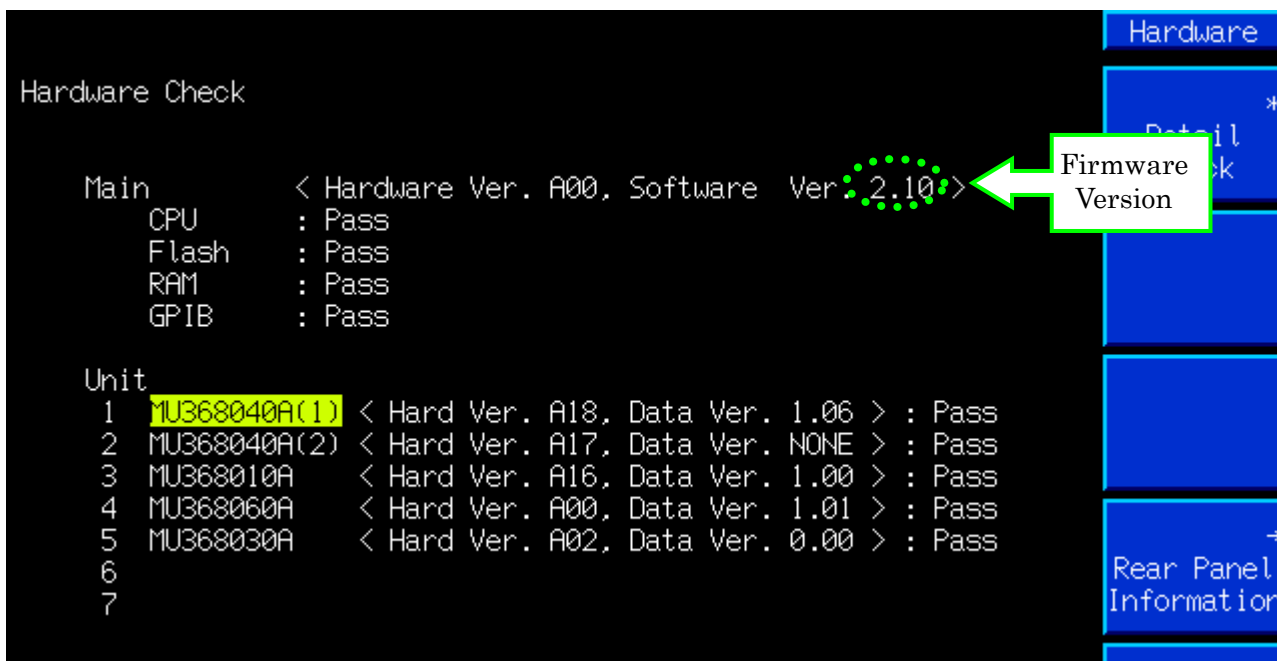 Hardware
Hardware Check
*
Main < Hardware Ver. A00, Software Ver. 2.10 >
Firmware
Version
CPU : Pass
Flash : Pass
RAM : Pass
GPIB : Pass
Unit
1 MU368040A(1) < Hard Ver. A18, Data Ver. 1.06 > : Pass
2 MU368040A(2) < Hard Ver. A17, Data Ver. NONE > : Pass
3 MU368010A < Hard Ver. A16, Data Ver. 1.00 > : Pass
4 MU368060A < Hard Ver. A00, Data Ver. 1.01 > : Pass
5 MU368030A < Hard Ver. A02, Data Ver. 0.00 > : Pass
6
7
→
Rear Panel
Information